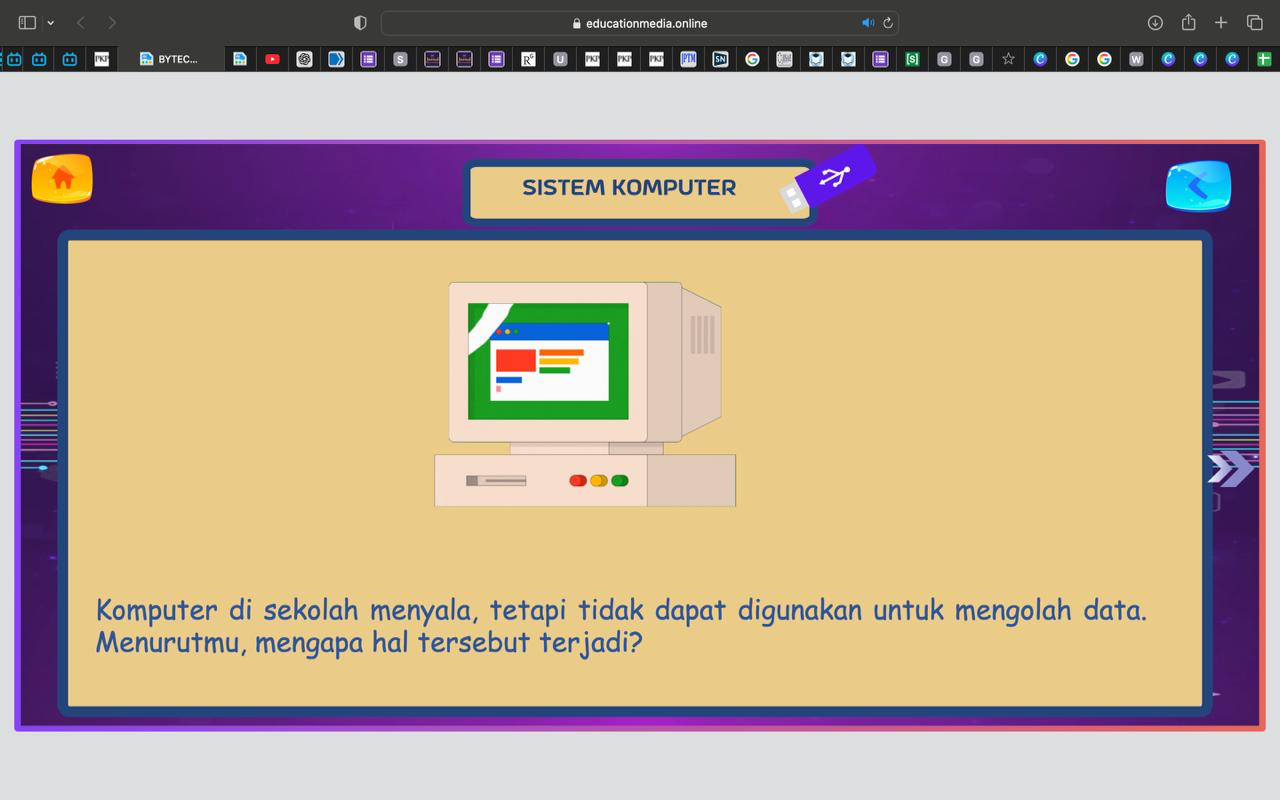 educationmedia.online
BYTEC...
SISTEM KOMPUTER
Komputer di sekolah menyala, tetapi tidak dapat digunakan untuk mengolah data.
Menurutmu, mengapa hal tersebut terjadi?